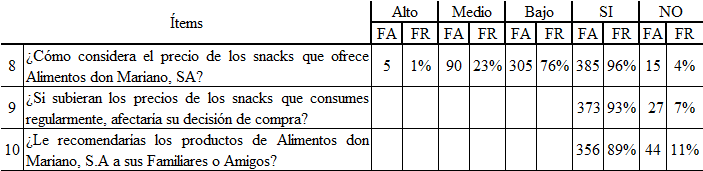 Ítems Alto Medio Bajo SI NO
FA FR FA FR FA FR FA FR FA FR
8 ¿Cómo considera el precio de los snacks que ofrece Alimentos don Mariano, SA? 5 1% 90 23% 305 76% 385 96% 15 4%
9 ¿Si subieran los precios de los snacks que consumes regularmente, afectaría su decisión de compra? 373 93% 27 7%
10 ¿Le recomendarías los productos de Alimentos don Mariano, S.A a sus Familiares o Amigos? 356 89% 44 11%